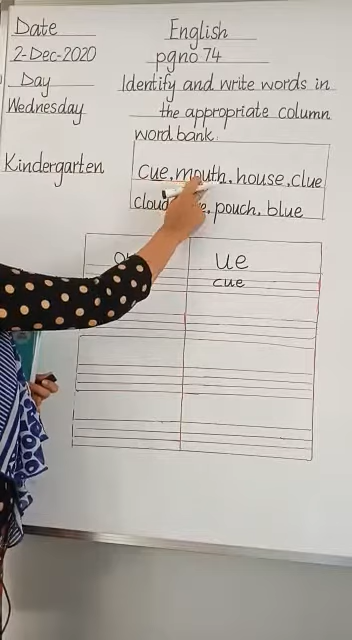 Date English
2-Dec-2020 pg no 74
Day Identify and write words in
Wednesday the appropriate column
word bank.
Kindergarten cue, mouth, house, clue
cloud pouch, blue
ue
cue